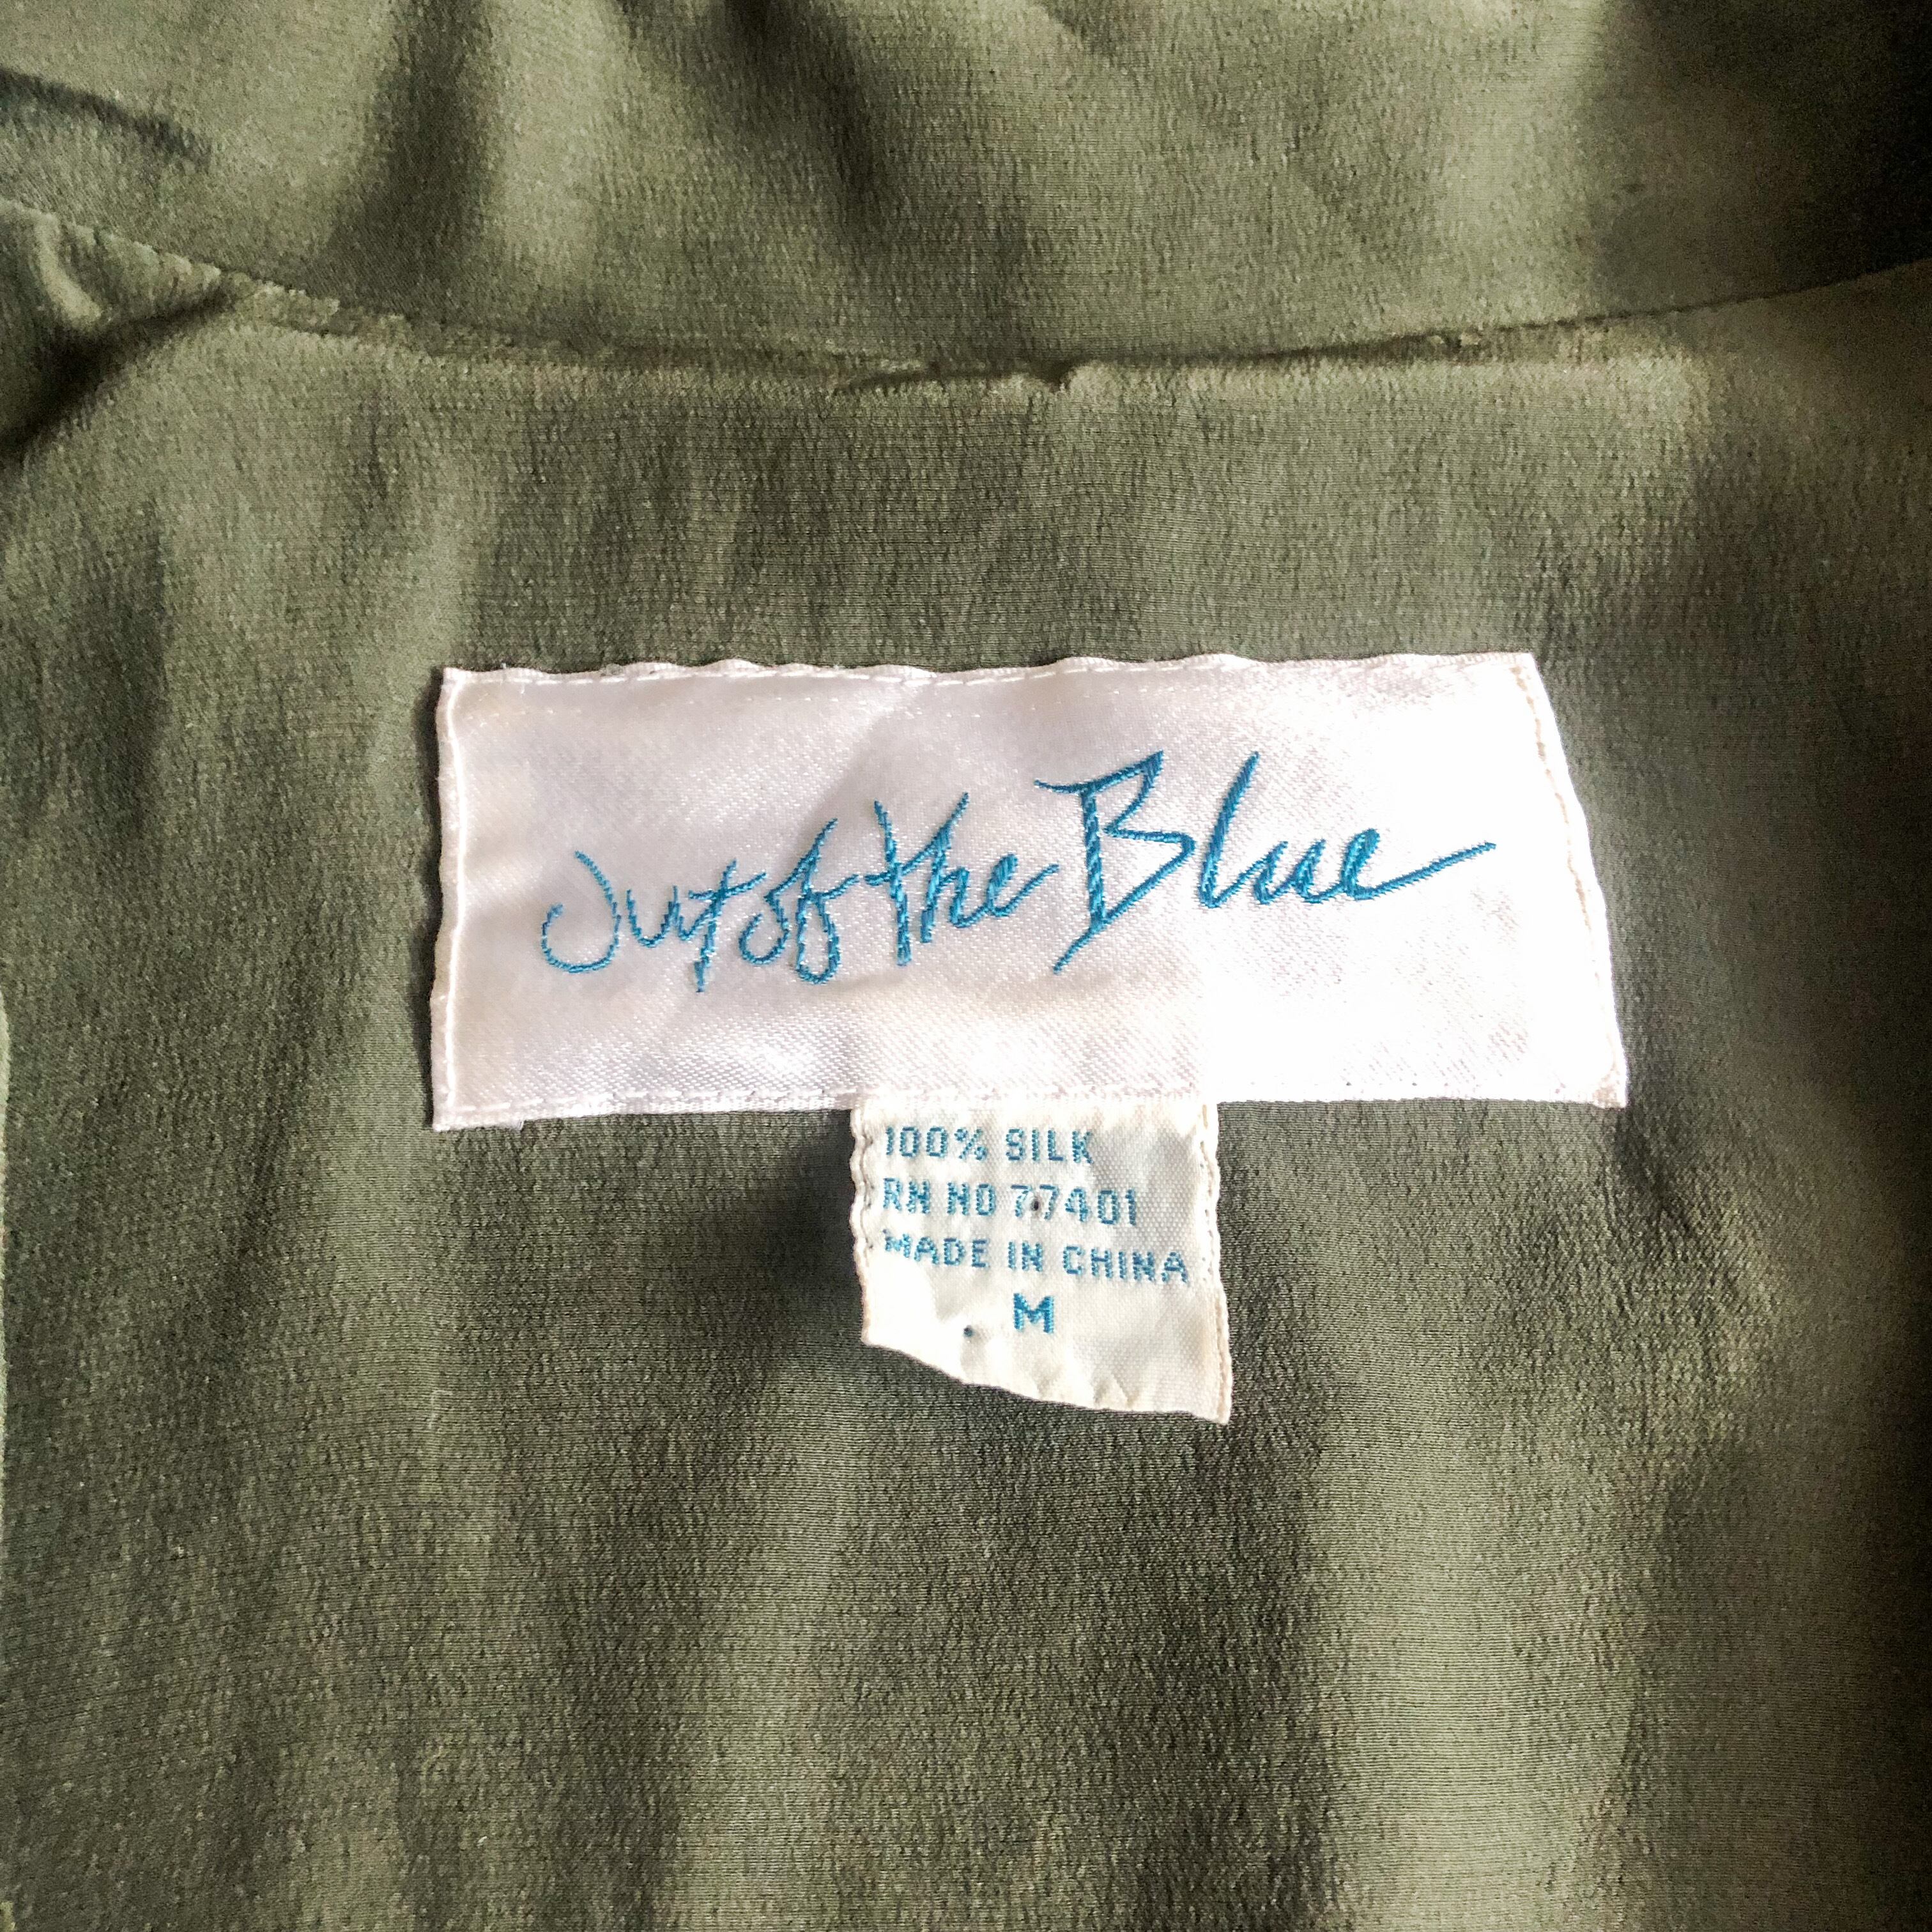 Out of the Blue
100% SILK
RN NO 77401
MADE IN CHINA
M